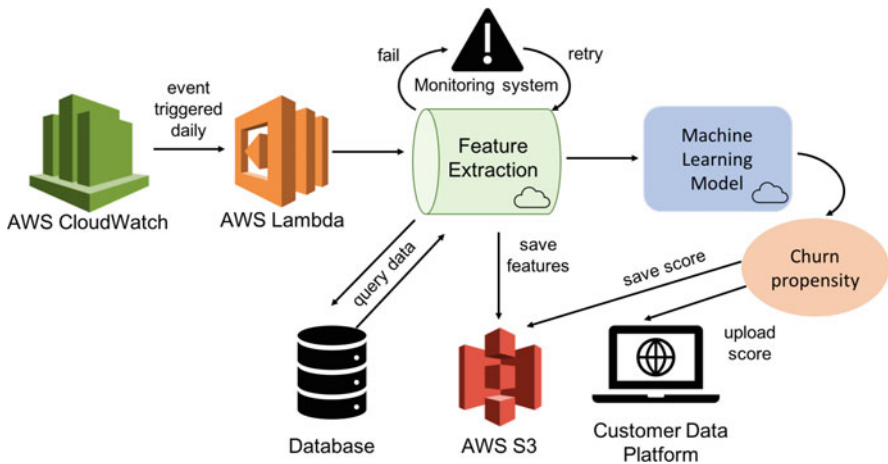 fail
retry
Monitoring system
event
triggered
daily
AWS CloudWatch
AWS Lambda
Feature
Extraction
Machine
Learning
Model
query data
save
features
save score
Churn
propensity
upload
score
Database
AWS S3
Customer Data
Platform